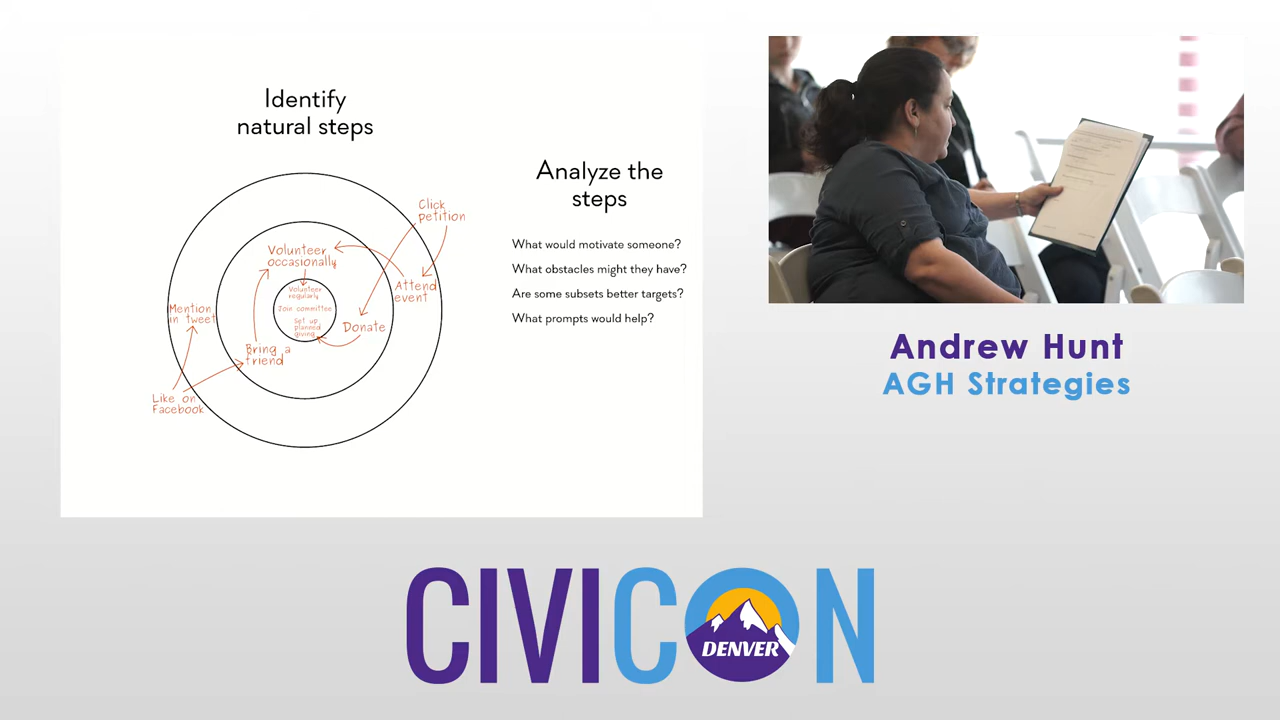 Identify
natural steps
Analyze the
steps
Click
petition
Volunteer
occasionally
What would motivate someone?
What obstacles might they have?
Are some subsets better targets?
What prompts would help?
Attend
event
Volunteer
regularly
Join committee
Set up
planned
giving
Mention
in tweet
Donate
Bring a
friend
Like on
Facebook
Andrew Hunt
AGH Strategies
CIVICON
DENVER